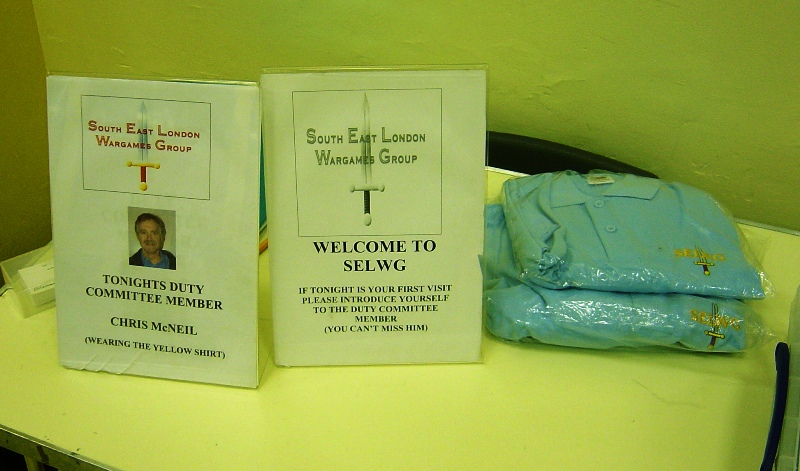 SOUTH EAST LONDON
WARGAMES GROUP
TONIGHTS DUTY
COMMITTEE MEMBER
CHRIS MCNEIL
(WEARING THE YELLOW SHIRT)
SOUTH EAST LONDON
WARGAMES GROUP
WELCOME TO
SELWG
IF TONIGHT IS YOUR FIRST VISIT
PLEASE INTRODUCE YOURSELF
TO THE DUTY COMMITTEE
MEMBER
(YOU CAN'T MISS HIM)
SELWG
SELWG